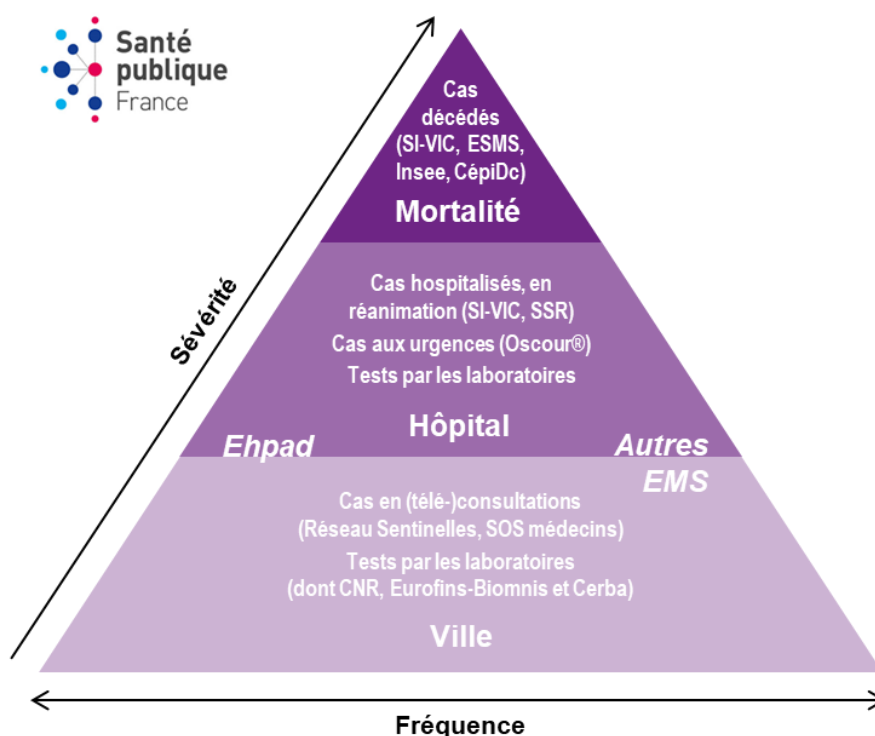 Santé
publique
France
Cas
décédés
(SI-VIC, ESMS,
Insee, CépiDc)
Mortalité
Sévérité
Cas hospitalisés, en
réanimation (SI-VIC, SSR)
Cas aux urgences (Oscour®)
Tests par les laboratoires
Hôpital
Ehpad
Autres
EMS
Cas en (télé-)consultations
(Réseau Sentinelles, SOS médecins)
Tests par les laboratoires
(dont CNR, Eurofins-Biomnis et Cerba)
Ville
Fréquence